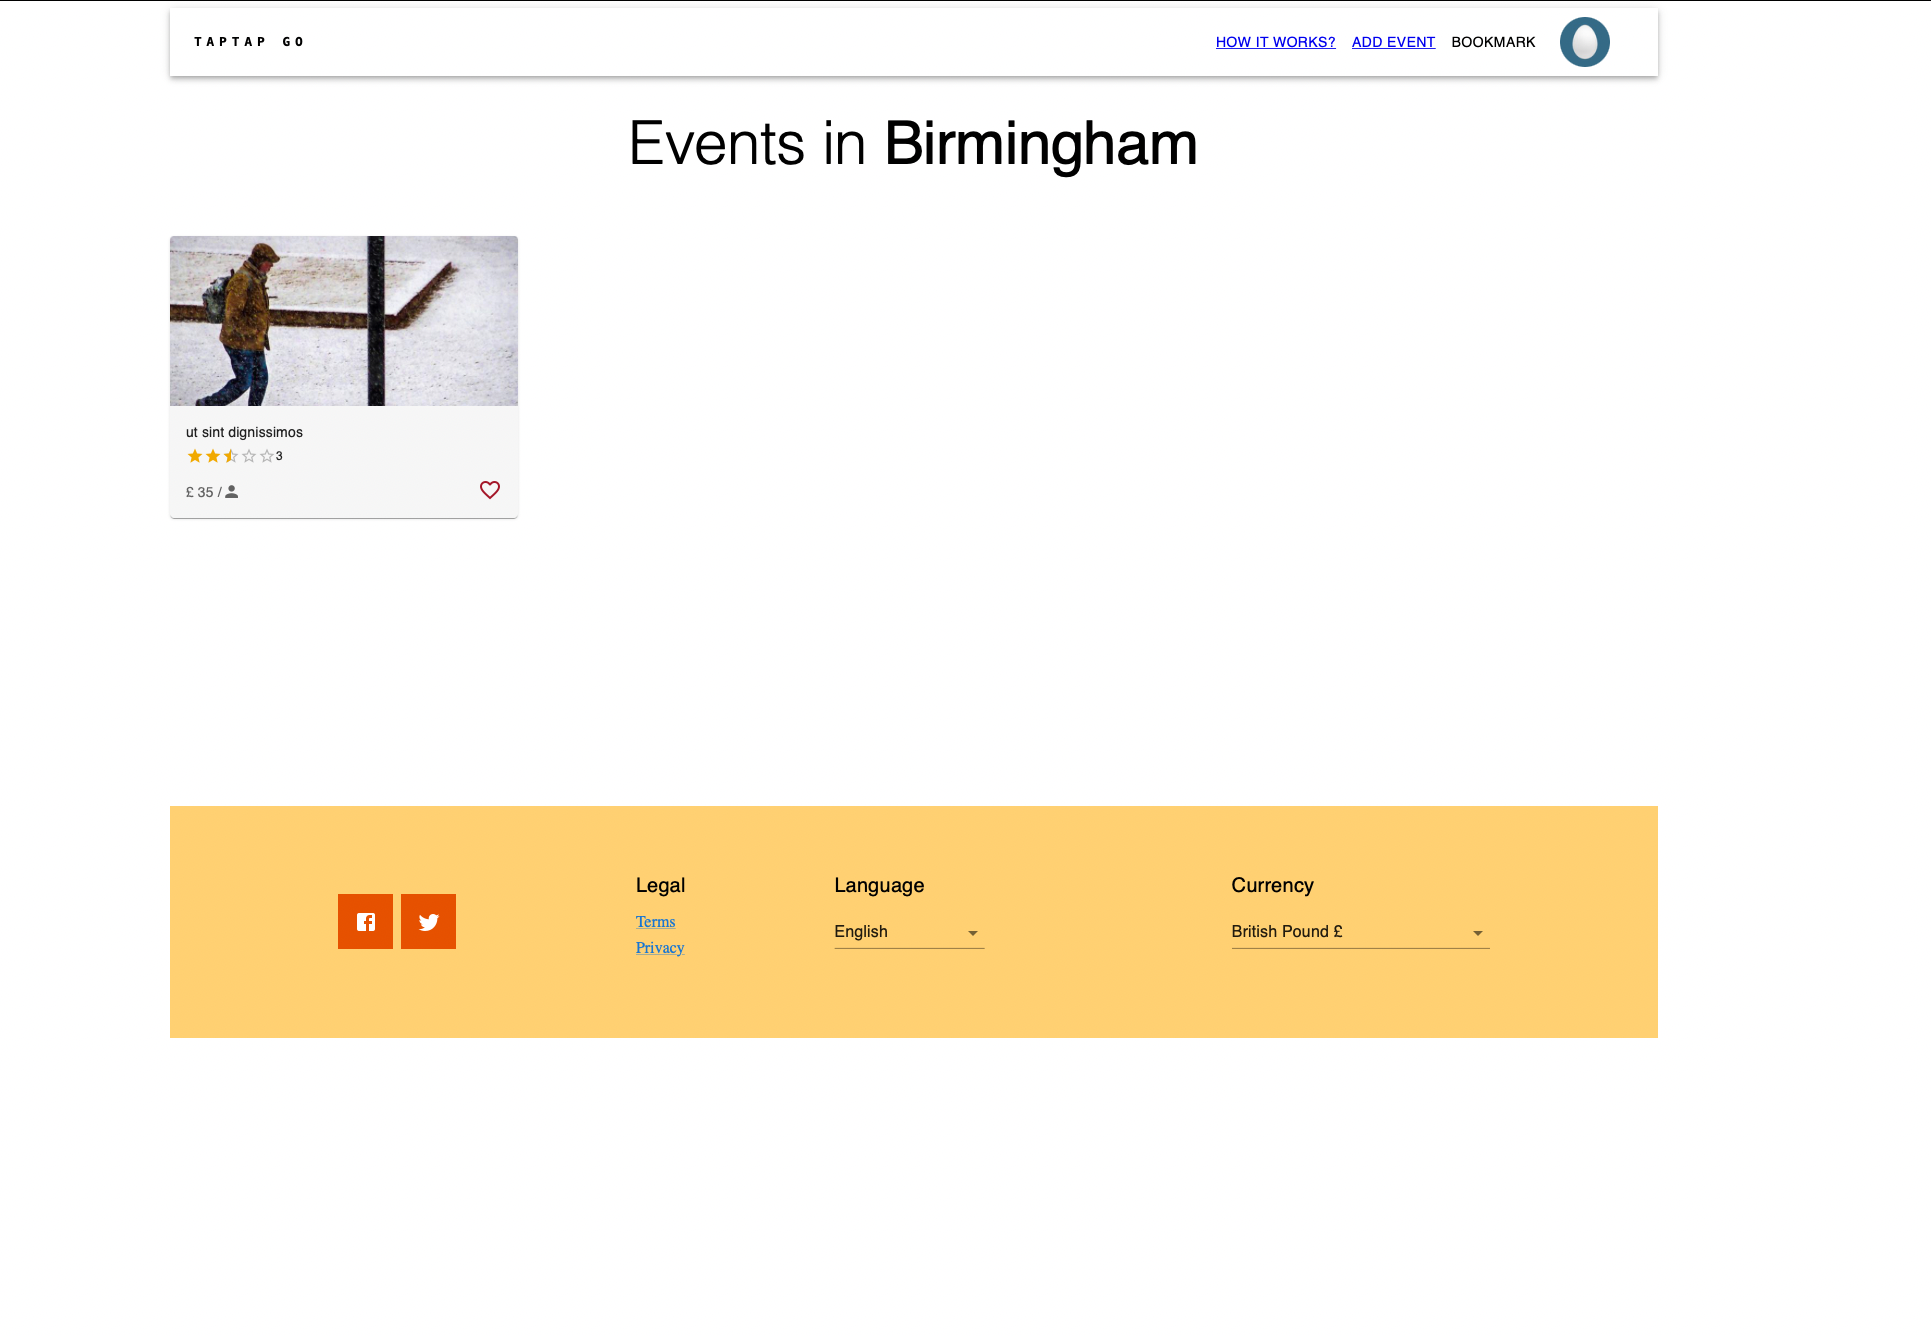 TAPTAP GO
HOW IT WORKS? ADD EVENT BOOKMARK
Events in Birmingham
ut sint dignissimos
3
£ 35 /
Legal
Terms
Privacy
Language
English
Currency
British Pound £